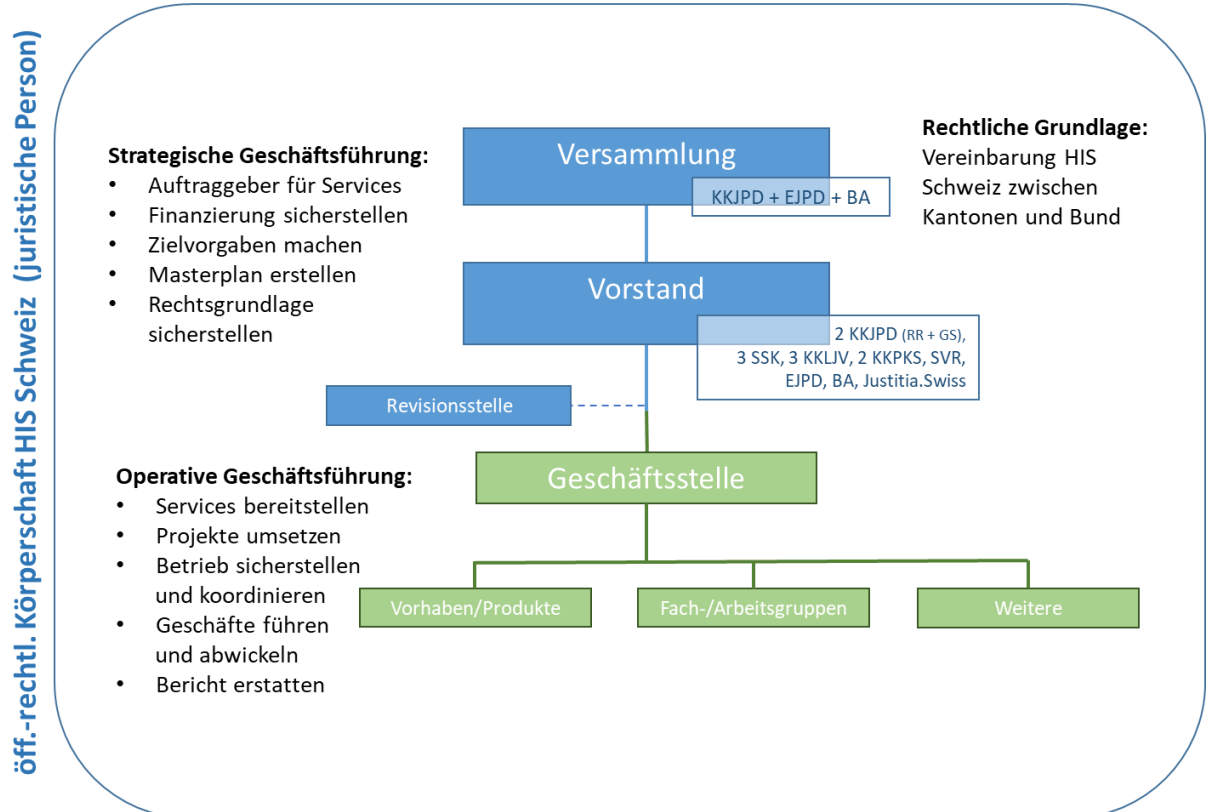 öff.-rechtl. Körperschaft HIS Schweiz (juristische Person)
Strategische Geschäftsführung:
• Auftraggeber für Services
• Finanzierung sicherstellen
• Zielvorgaben machen
• Masterplan erstellen
• Rechtsgrundlage
sicherstellen
Versammlung
KKJPD + EJPD + BA
Rechtliche Grundlage:
Vereinbarung HIS
Schweiz zwischen
Kantonen und Bund
Vorstand
2 KKJPD (RR + GS),
3 SSK, 3 KKLJV, 2 KKPKS, SVR,
EJPD, BA, Justitia.Swiss
Revisionsstelle
Operative Geschäftsführung:
• Services bereitstellen
• Projekte umsetzen
• Betrieb sicherstellen
und koordinieren
• Geschäfte führen
und abwickeln
• Bericht erstatten
Geschäftsstelle
Vorhaben/Produkte
Fach-/Arbeitsgruppen
Weitere